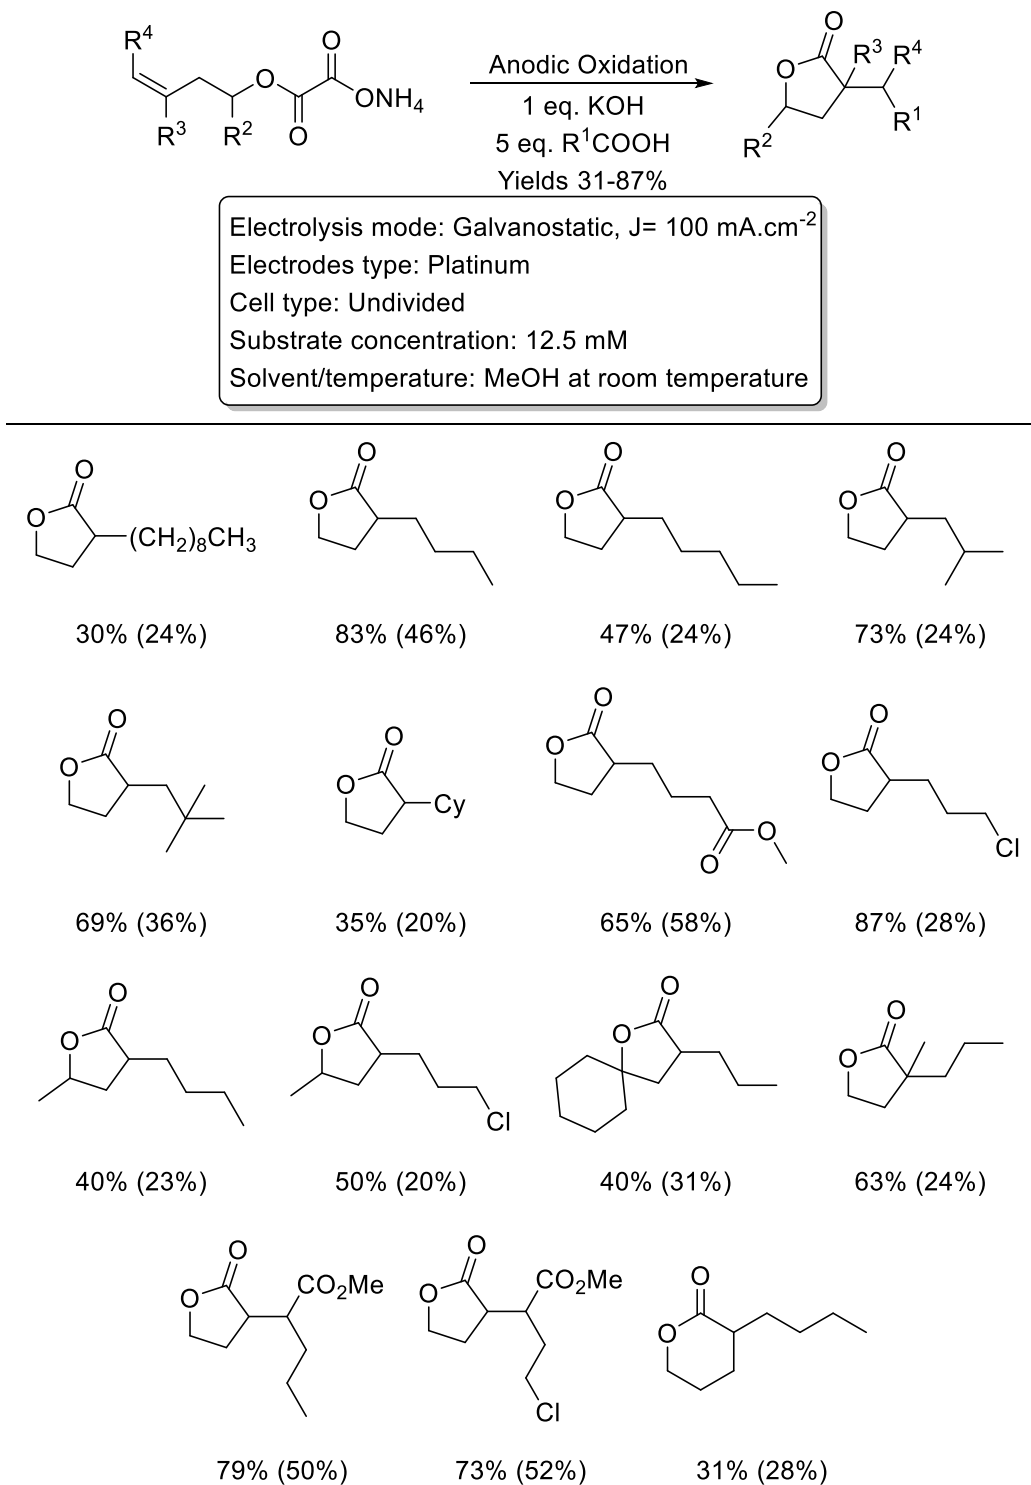 R4
O
O
O
ONH4
R3
R2
O
Anodic Oxidation
1 eq. KOH
5 eq. R1COOH
Yields 31-87%
O
O
R3
R4
R2
R1
Electrolysis mode: Galvanostatic, J= 100 mA.cm-2
Electrodes type: Platinum
Cell type: Undivided
Substrate concentration: 12.5 mM
Solvent/temperature: MeOH at room temperature
O
O
(CH2)8CH3
O
O
O
O
O
O
30% (24%)
83% (46%)
47% (24%)
73% (24%)
O
O
O
O
Cy
O
O
O
O
O
O
Cl
69% (36%)
35% (20%)
65% (58%)
87% (28%)
O
O
O
O
Cl
O
O
O
O
40% (23%)
50% (20%)
40% (31%)
63% (24%)
O
O
CO2Me
O
O
CO2Me
Cl
O
O
79% (50%)
73% (52%)
31% (28%)